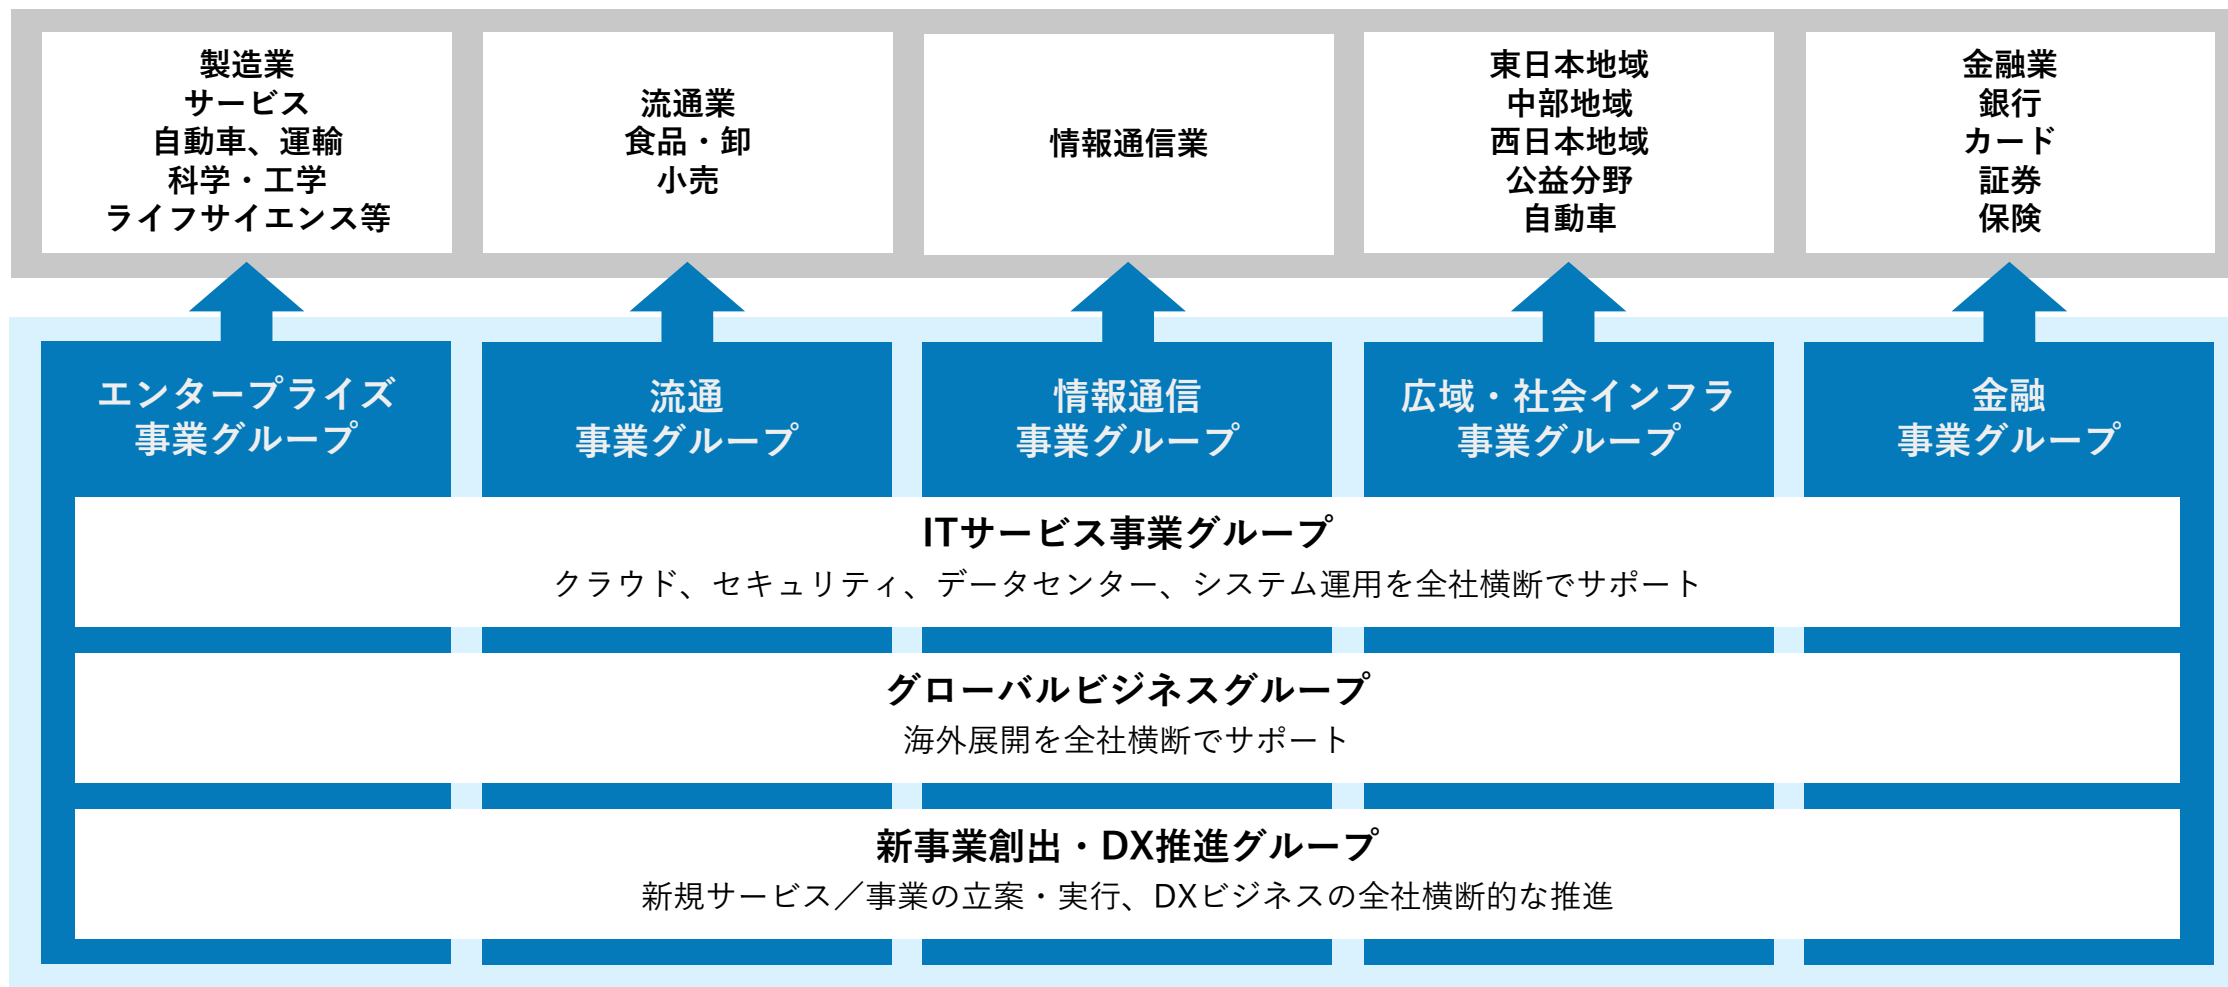 製造業
サービス
自動車、運輸
科学・工学
ライフサイエンス等
流通業
食品・卸
小売
情報通信業
東日本地域
中部地域
西日本地域
公益分野
自動車
金融業
銀行
カード
証券
保険
エンタープライズ
事業グループ
流通
事業グループ
情報通信
事業グループ
広域・社会インフラ
事業グループ
金融
事業グループ
ITサービス事業グループ
クラウド、セキュリティ、データセンター、システム運用を全社横断でサポート
グローバルビジネスグループ
海外展開を全社横断でサポート
新事業創出・DX推進グループ
新規サービス／事業の立案・実行、DXビジネスの全社横断的な推進